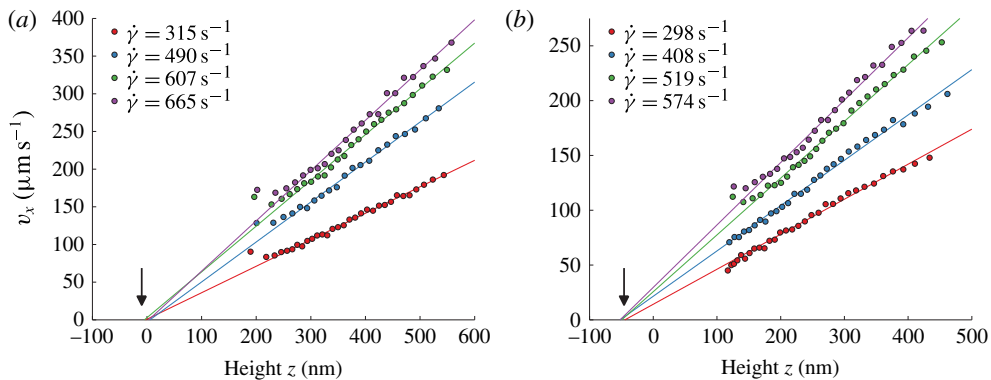 (a)
400
350
300
250
200
150
100
50
0
v_x (μm s⁻¹)
γ̇ = 315 s⁻¹
γ̇ = 490 s⁻¹
γ̇ = 607 s⁻¹
γ̇ = 665 s⁻¹
−100 0 100 200 300 400 500 600
Height z (nm)
(b)
250
200
150
100
50
0
γ̇ = 298 s⁻¹
γ̇ = 408 s⁻¹
γ̇ = 519 s⁻¹
γ̇ = 574 s⁻¹
−100 0 100 200 300 400 500
Height z (nm)